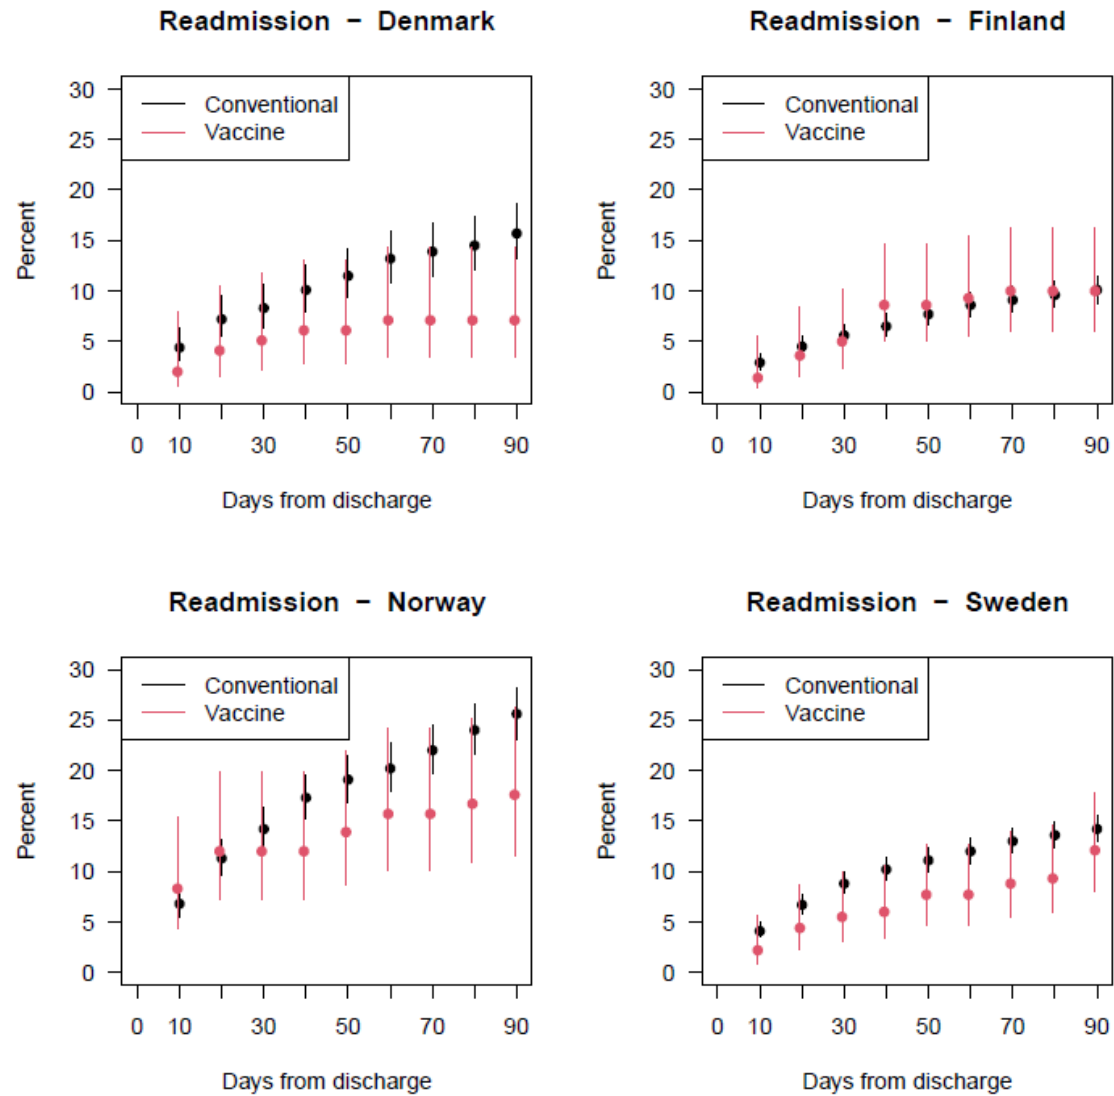 Readmission − Denmark
30
25
20
15
10
5
0
Percent
Conventional
Vaccine
0 10 30 50 70 90
Days from discharge
Readmission − Finland
30
25
20
15
10
5
0
Percent
Conventional
Vaccine
0 10 30 50 70 90
Days from discharge
Readmission − Norway
30
25
20
15
10
5
0
Percent
Conventional
Vaccine
0 10 30 50 70 90
Days from discharge
Readmission − Sweden
30
25
20
15
10
5
0
Percent
Conventional
Vaccine
0 10 30 50 70 90
Days from discharge